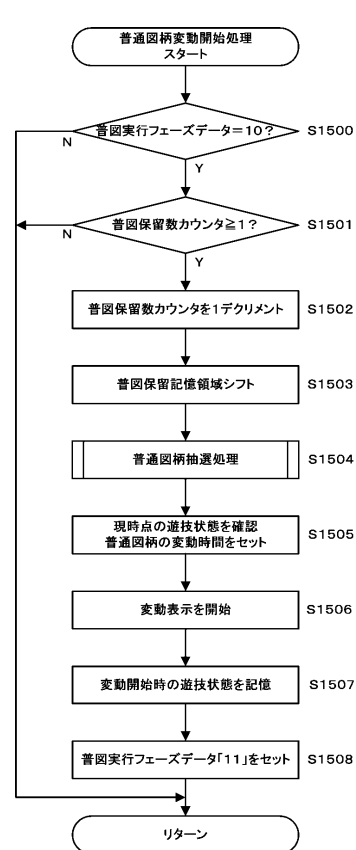 普通図柄変動開始処理
スタート
普図実行フェーズデータ=10?
S1500
N
Y
普図保留数カウンタ≧1?
S1501
N
Y
普図保留数カウンタを1デクリメント
S1502
普図保留記憶領域シフト
S1503
普通図柄抽選処理
S1504
現時点の遊技状態を確認
普通図柄の変動時間をセット
S1505
変動表示を開始
S1506
変動開始時の遊技状態を記憶
S1507
普図実行フェーズデータ「11」をセット
S1508
リターン